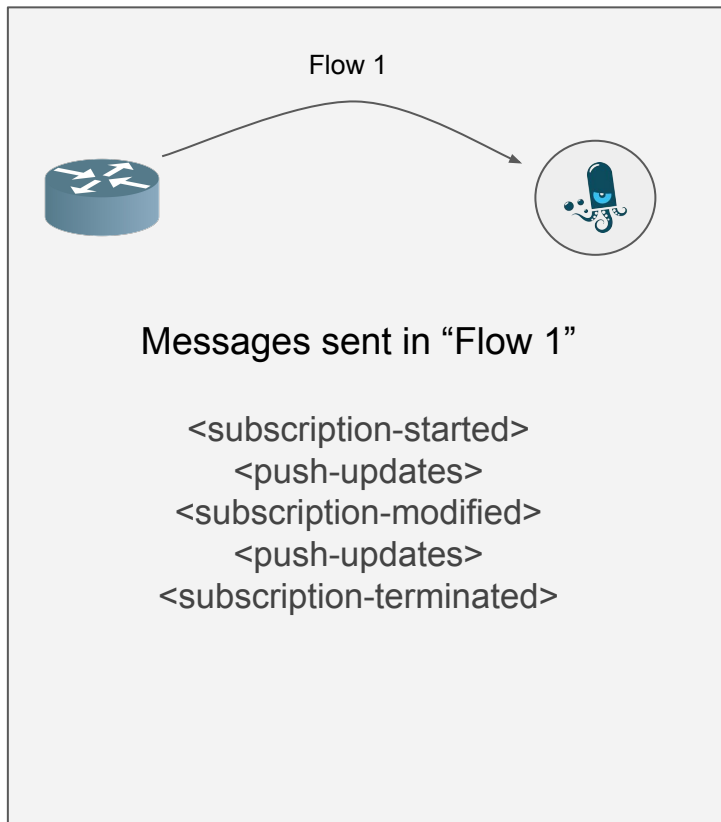 Flow 1
Messages sent in “Flow 1”
<subscription-started>
<push-updates>
<subscription-modified>
<push-updates>
<subscription-terminated>